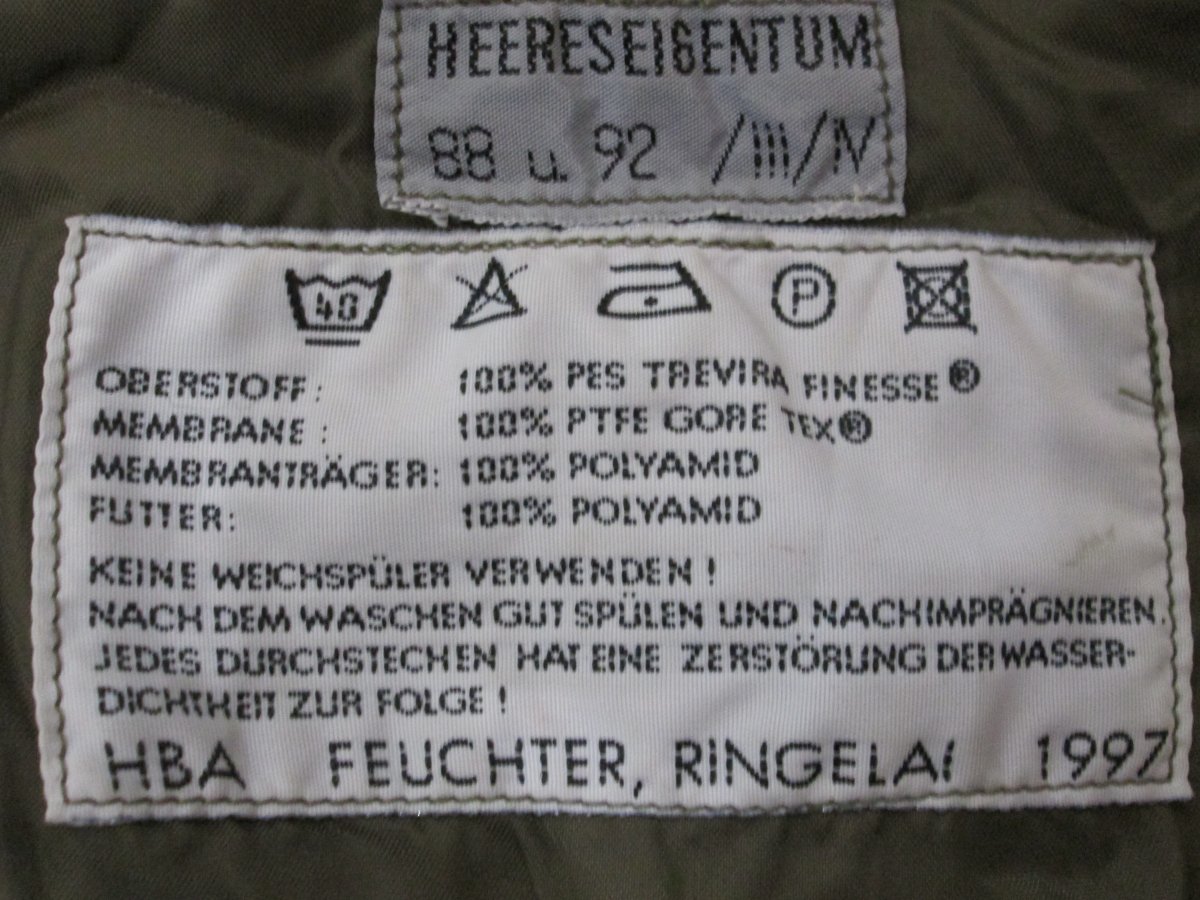 HEERESEIGENTUM
88 u. 92 /III/IV
40 P
OBERSTOFF: 100% PES TREVIRA FINESSE®
MEMBRANE: 100% PTFE GORE TEX®
MEMBRANTRÄGER: 100% POLYAMID
FUTTER: 100% POLYAMID
KEINE WEICHSPÜLER VERWENDEN!
NACH DEM WASCHEN GUT SPÜLEN UND NACHIMPRÄGNIEREN.
JEDES DURCHSTECHEN HAT EINE ZERSTÖRUNG DER WASSER-
DICHTHEIT ZUR FOLGE!
HBA FEUCHTER, RINGELAI 1997